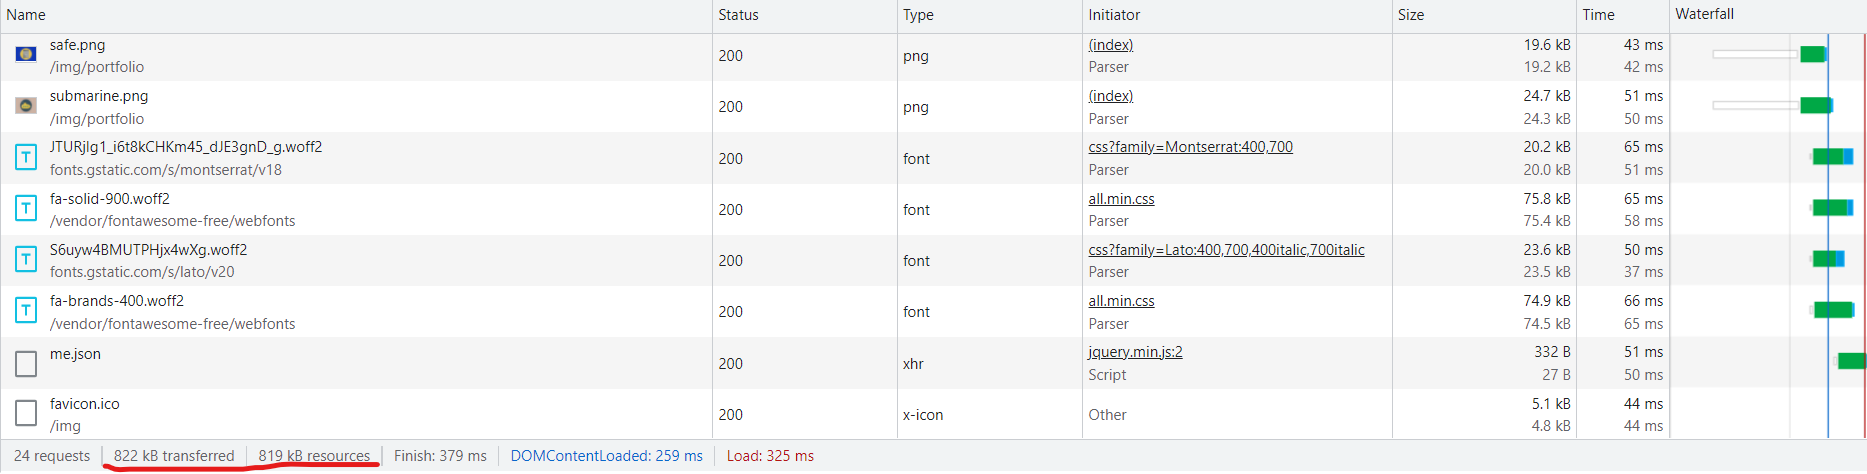 Name Status Type Initiator Size Time Waterfall
safe.png 200 png (index) 19.6 kB 43 ms
/img/portfolio Parser 19.2 kB 42 ms
submarine.png 200 png (index) 24.7 kB 51 ms
/img/portfolio Parser 24.3 kB 50 ms
JTURjIg1_i6t8kCHKm45_dJE3gnD_g.woff2 200 font css?family=Montserrat:400,700 20.2 kB 65 ms
fonts.gstatic.com/s/montserrat/v18 Parser 20.0 kB 51 ms
fa-solid-900.woff2 200 font all.min.css 75.8 kB 65 ms
/vendor/fontawesome-free/webfonts Parser 75.4 kB 58 ms
S6uyw4BMUTPHjx4wXg.woff2 200 font css?family=Lato:400,700,400italic,700italic 23.6 kB 50 ms
fonts.gstatic.com/s/lato/v20 Parser 23.5 kB 37 ms
fa-brands-400.woff2 200 font all.min.css 74.9 kB 66 ms
/vendor/fontawesome-free/webfonts Parser 74.5 kB 65 ms
me.json 200 xhr jquery.min.js:2 332 B 51 ms
Script 27 B 50 ms
favicon.ico 200 x-icon Other 5.1 kB 44 ms
/img 4.8 kB 44 ms
24 requests 822 kB transferred 819 kB resources Finish: 379 ms DOMContentLoaded: 259 ms Load: 325 ms